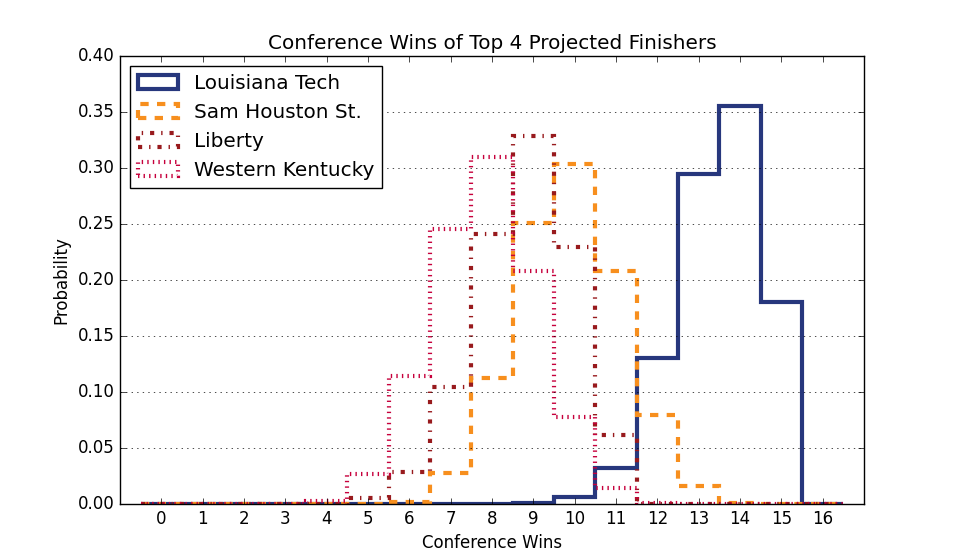 Conference Wins of Top 4 Projected Finishers
0.40
0.35
0.30
0.25
0.20
0.15
0.10
0.05
0.00
Probability
Louisiana Tech
Sam Houston St.
Liberty
Western Kentucky
0 1 2 3 4 5 6 7 8 9 10 11 12 13 14 15 16
Conference Wins